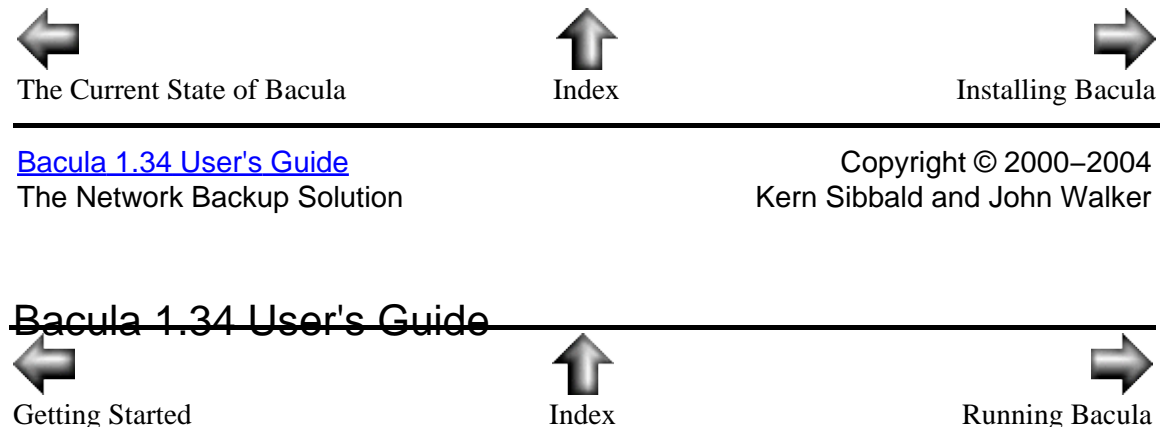 The Current State of Bacula Index Installing Bacula
Bacula 1.34 User's Guide Copyright © 2000–2004
The Network Backup Solution Kern Sibbald and John Walker
Bacula 1.34 User's Guide
Getting Started Index Running Bacula